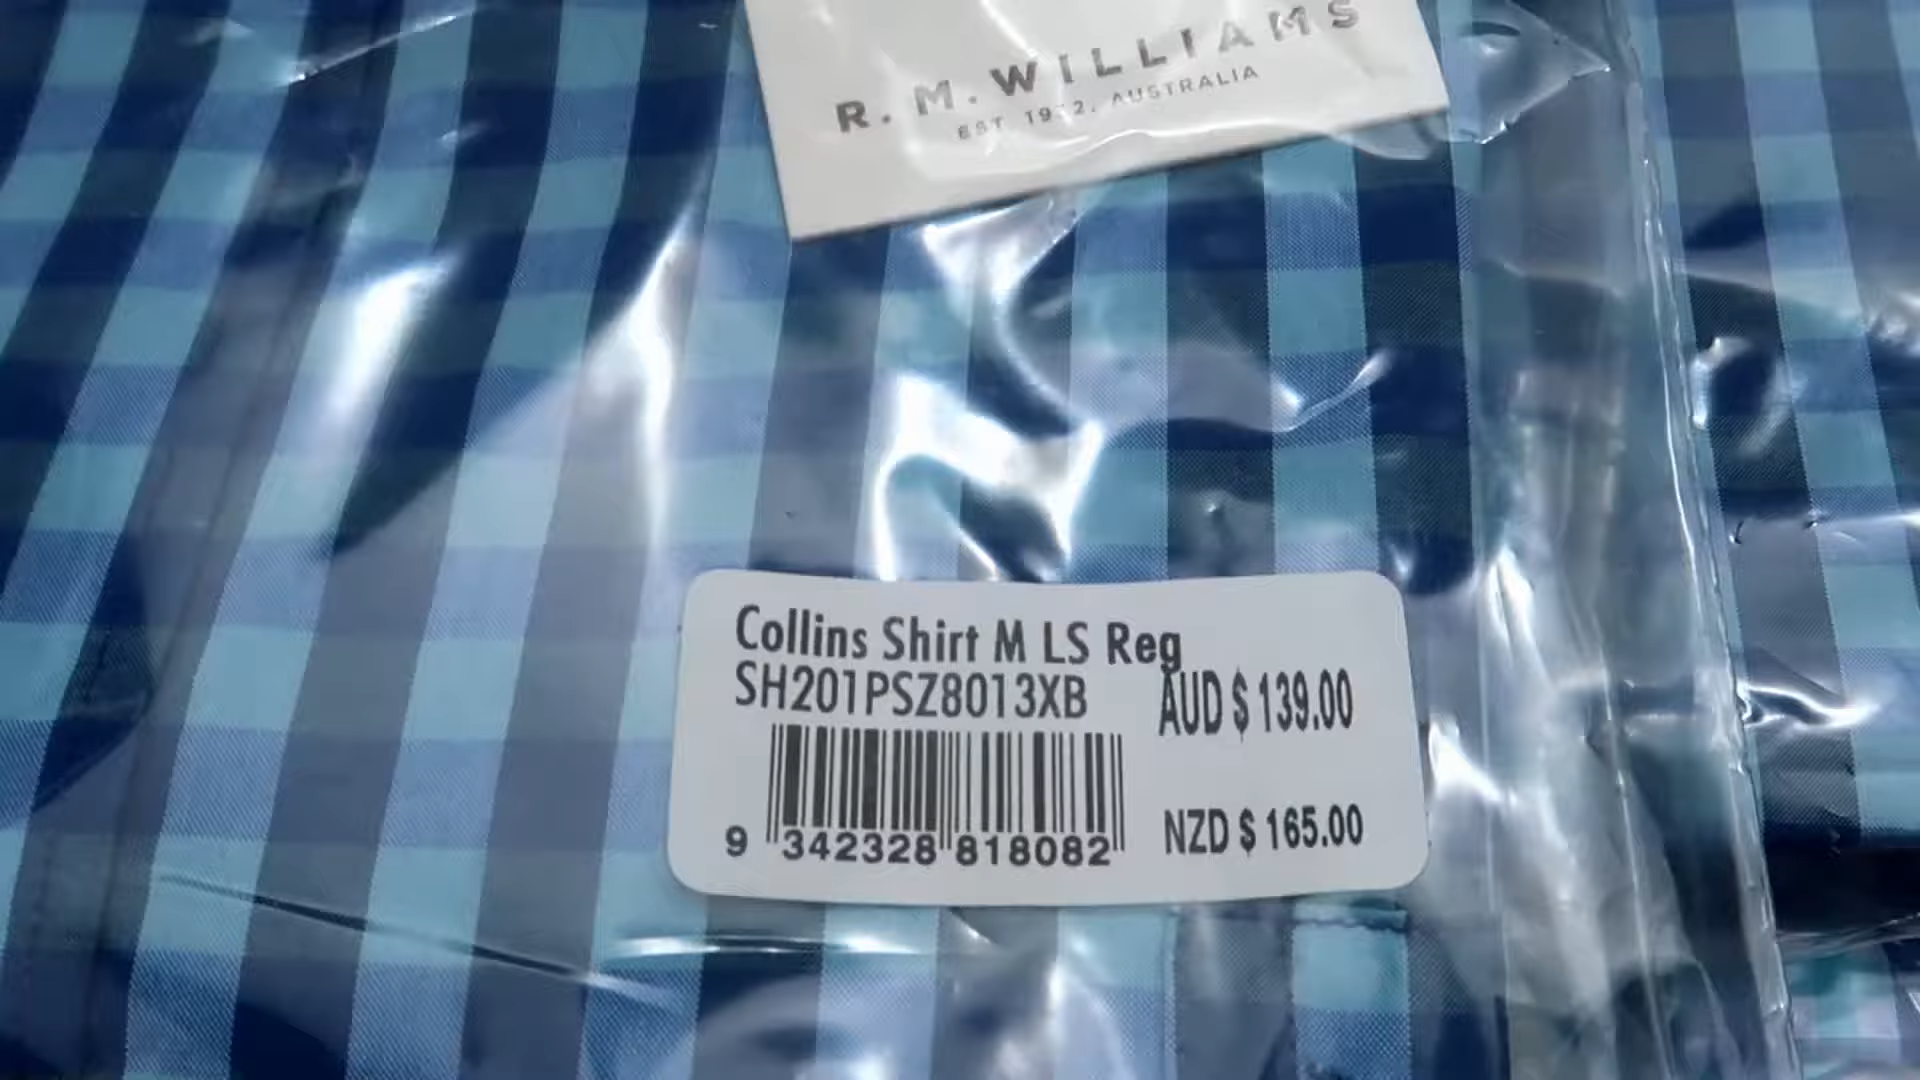 R.M.WILLIAMS
EST 1932, AUSTRALIA
Collins Shirt M LS Reg
SH201PSZ8013XB
AUD $ 139.00
9 342328 818082
NZD $ 165.00